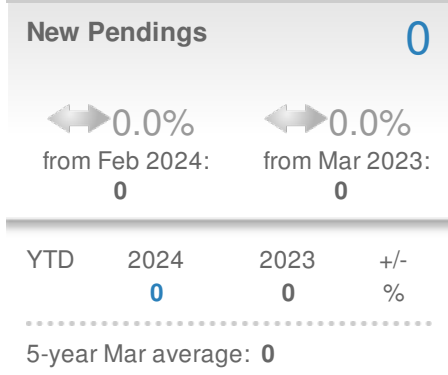 New Pendings 0
0.0% 0.0%
from Feb 2024: from Mar 2023:
0 0
YTD 2024 2023 +/-
0 0 %
5-year Mar average: 0